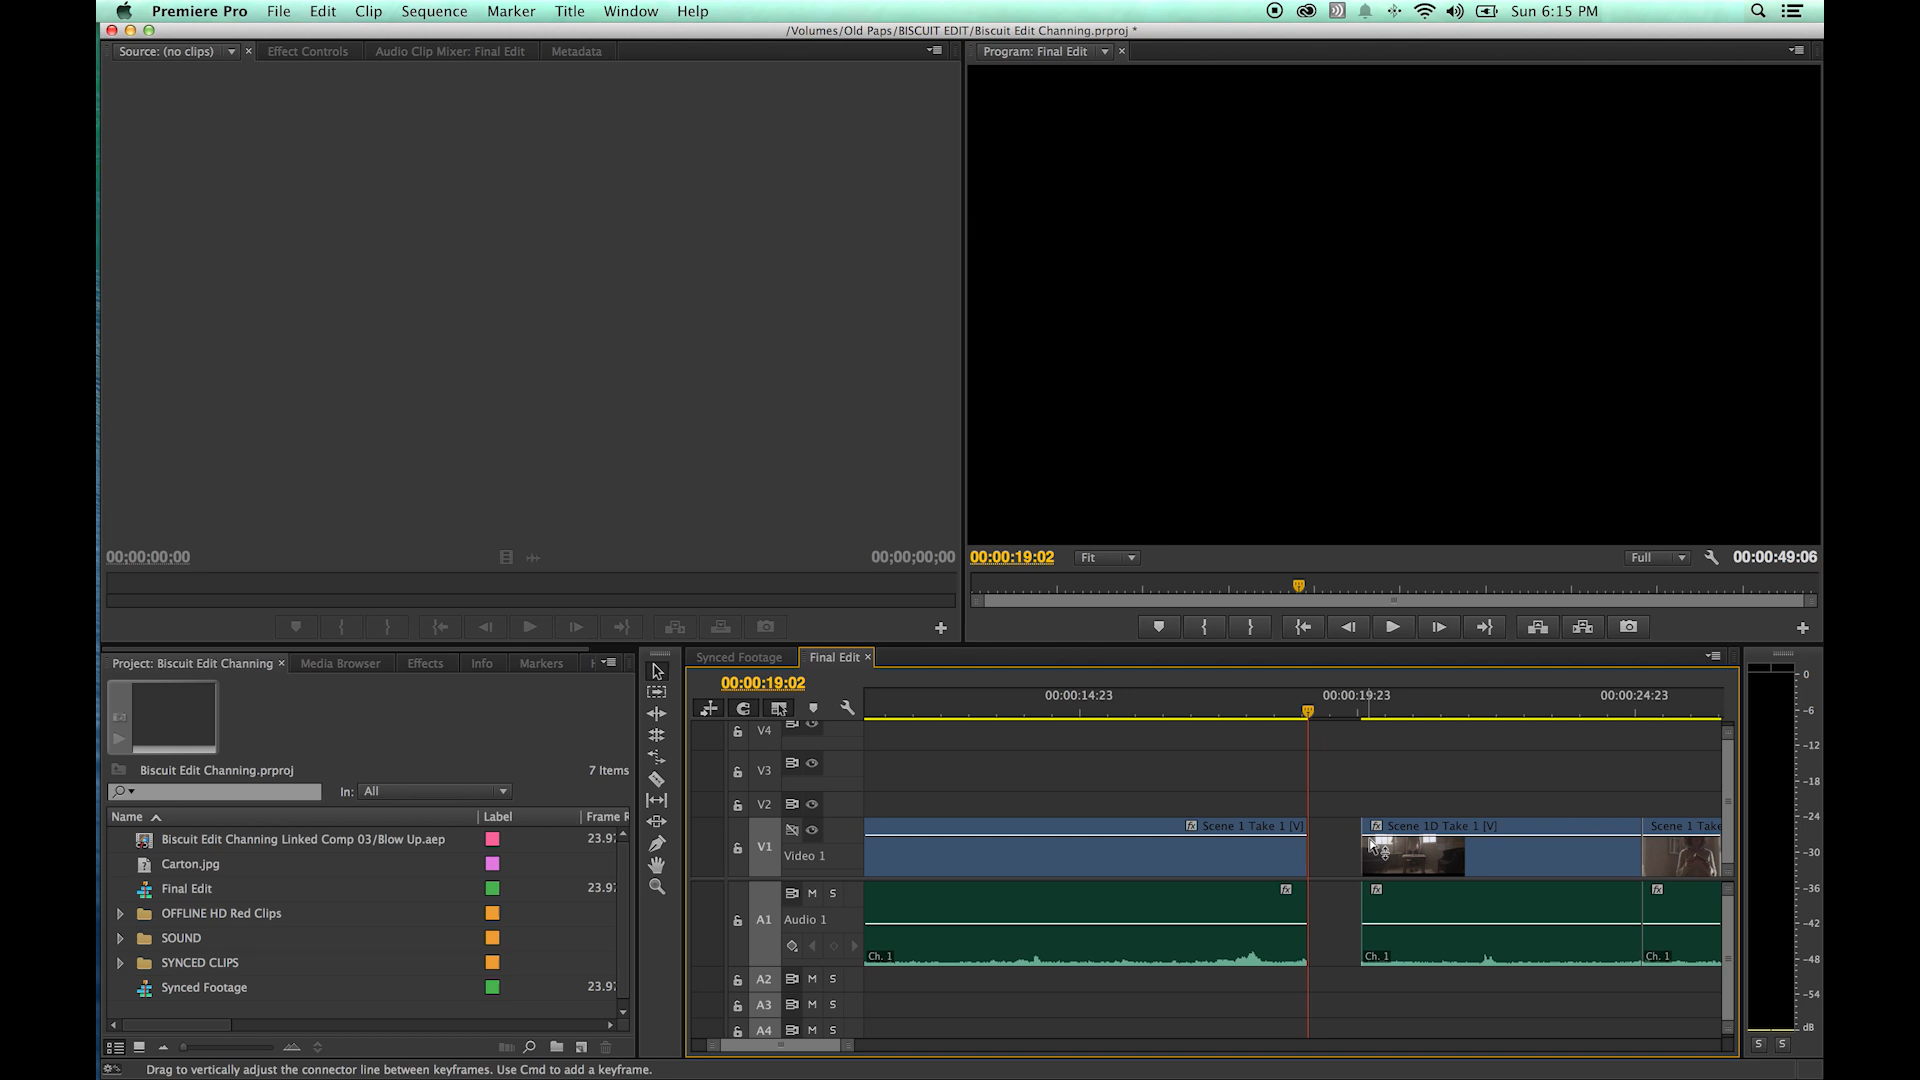 Premiere Pro File Edit Clip Sequence Marker Title Window Help Sun 6:15 PM
/Volumes/Old Paps/BISCUIT EDIT/Biscuit Edit Channing.prproj *
Source: (no clips) Effect Controls Audio Clip Mixer: Final Edit Metadata Program: Final Edit
00;00;00;00 00;00;00;00 00:00:19:02 Fit Full 00:00:49:06
Project: Biscuit Edit Channing Media Browser Effects Info Markers H
Biscuit Edit Channing.prproj 7 Items
In: All
Name Label Frame R
Biscuit Edit Channing Linked Comp 03/Blow Up.aep 23.97
Carton.jpg
Final Edit 23.97
OFFLINE HD Red Clips
SOUND
SYNCED CLIPS
Synced Footage 23.97
Synced Footage Final Edit
00:00:19:02
00:00:14:23 00:00:19:23 00:00:24:23
V4
V3
V2
V1 Video 1 Scene 1 Take 1 [V] Scene 1D Take 1 [V] Scene 1 Take
A1 Audio 1 M S
Ch. 1 Ch. 1 Ch. 1
A2 M S
A3 M S
A4 M S
0
-6
-12
-18
-24
-30
-36
-42
-48
-54
dB
S S
Drag to vertically adjust the connector line between keyframes. Use Cmd to add a keyframe.